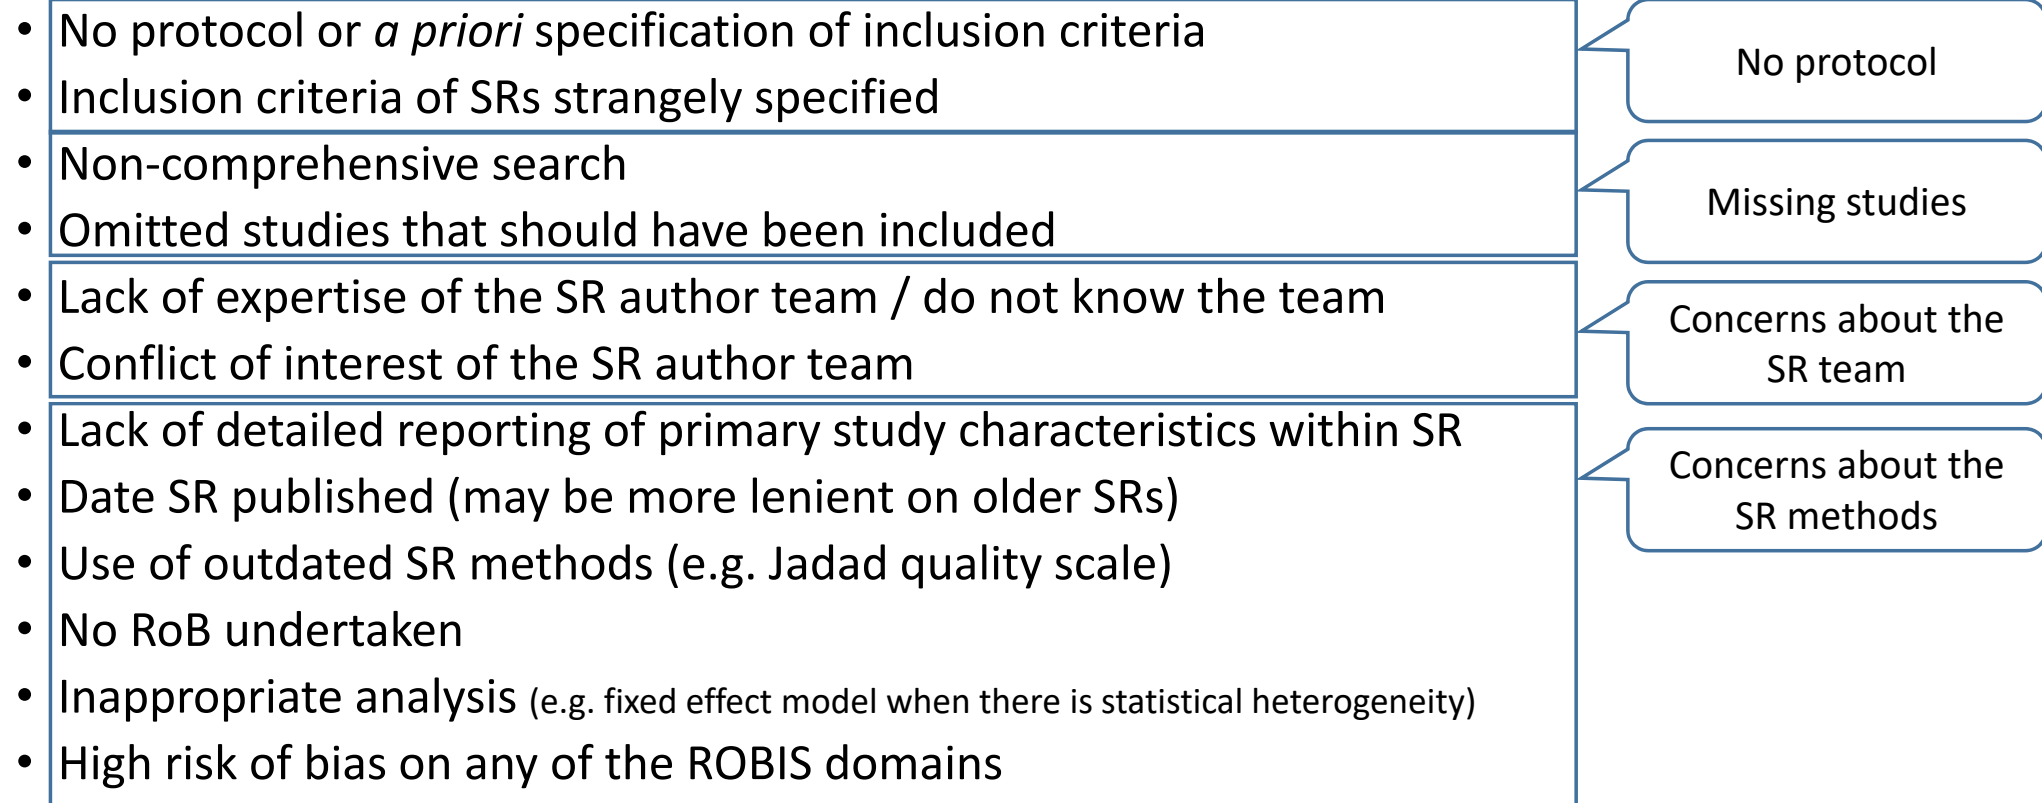 • No protocol or a priori specification of inclusion criteria
• Inclusion criteria of SRs strangely specified
No protocol
• Non-comprehensive search
• Omitted studies that should have been included
Missing studies
• Lack of expertise of the SR author team / do not know the team
• Conflict of interest of the SR author team
Concerns about the
SR team
• Lack of detailed reporting of primary study characteristics within SR
• Date SR published (may be more lenient on older SRs)
• Use of outdated SR methods (e.g. Jadad quality scale)
• No RoB undertaken
• Inappropriate analysis (e.g. fixed effect model when there is statistical heterogeneity)
• High risk of bias on any of the ROBIS domains
Concerns about the
SR methods